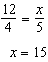 12/4 = x/5
x = 15